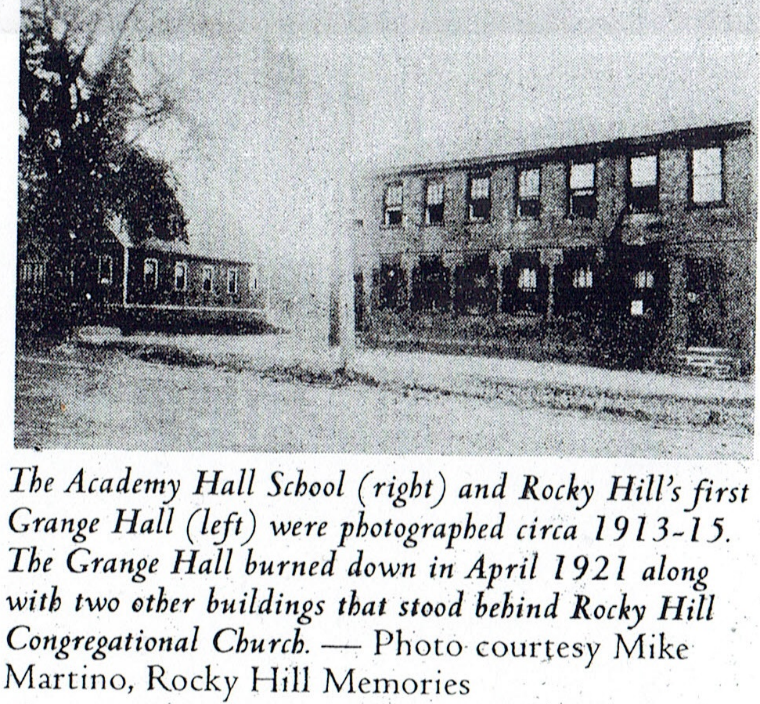 The Academy Hall School (right) and Rocky Hill's first
Grange Hall (left) were photographed circa 1913-15.
The Grange Hall burned down in April 1921 along
with two other buildings that stood behind Rocky Hill
Congregational Church. — Photo courtesy Mike
Martino, Rocky Hill Memories